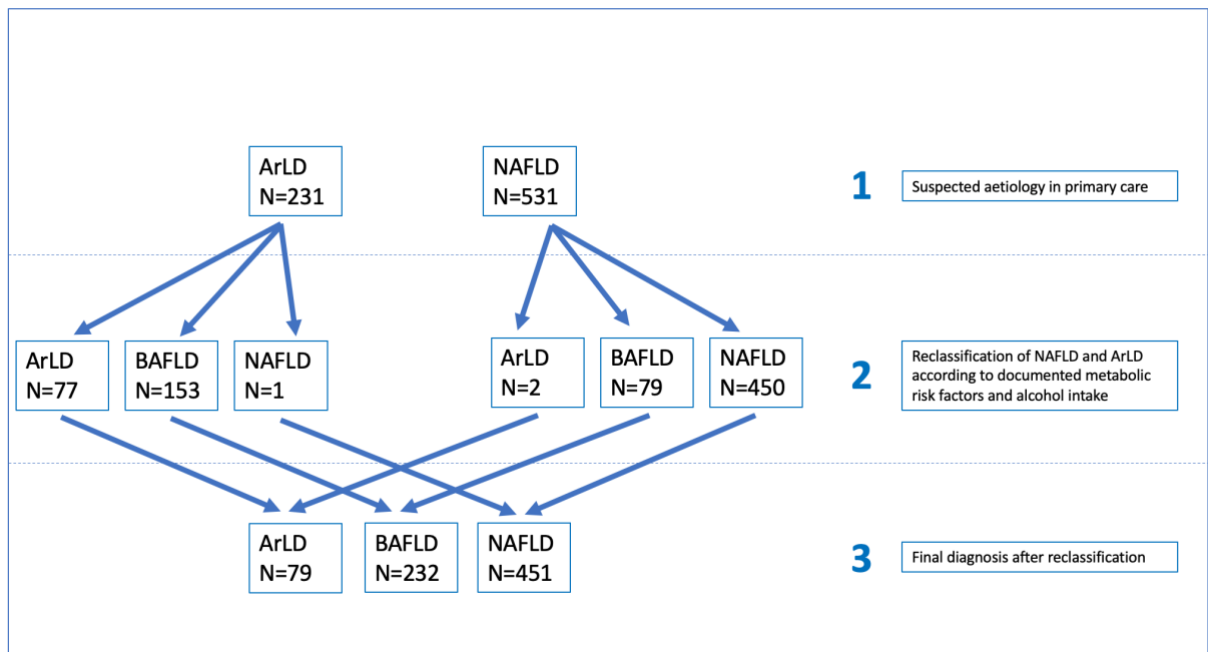 ArLD
N=231
NAFLD
N=531
1
Suspected aetiology in primary care
ArLD
N=77
BAFLD
N=153
NAFLD
N=1
ArLD
N=2
BAFLD
N=79
NAFLD
N=450
2
Reclassification of NAFLD and ArLD
according to documented metabolic
risk factors and alcohol intake
ArLD
N=79
BAFLD
N=232
NAFLD
N=451
3
Final diagnosis after reclassification